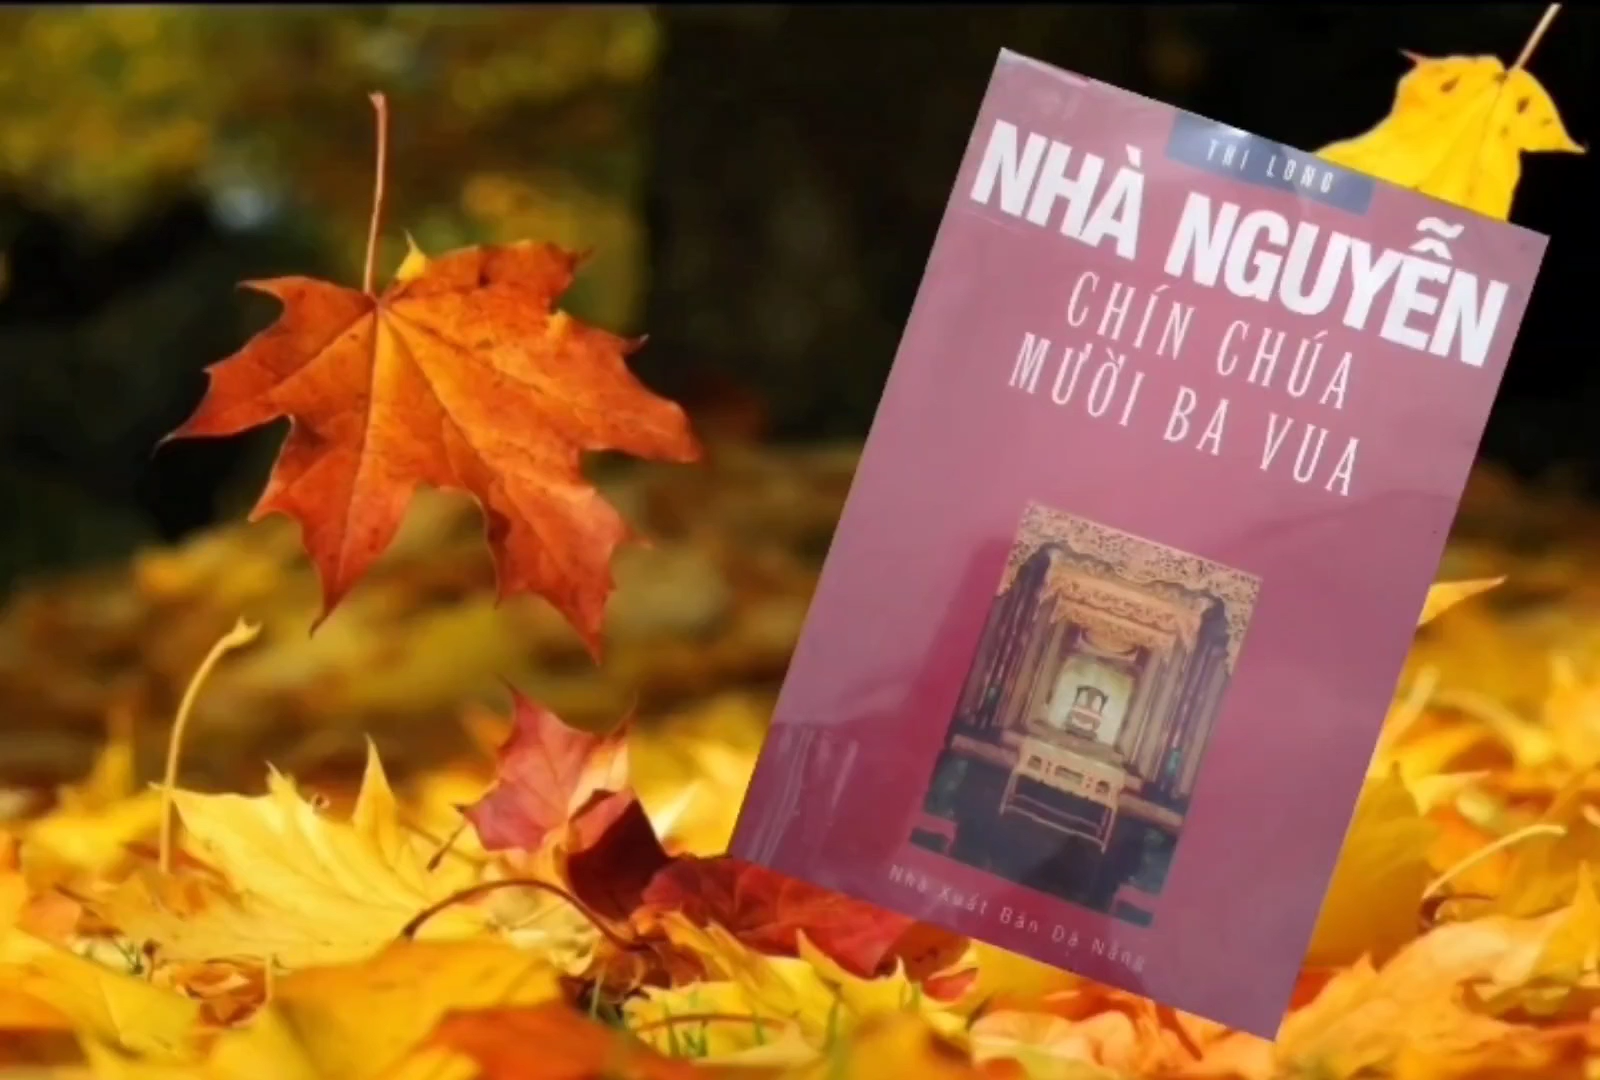 THI LONG
NHÀ NGUYỄN
CHÍN CHÚA
MƯỜI BA VUA
Nhà Xuất Bản Đà Nẵng